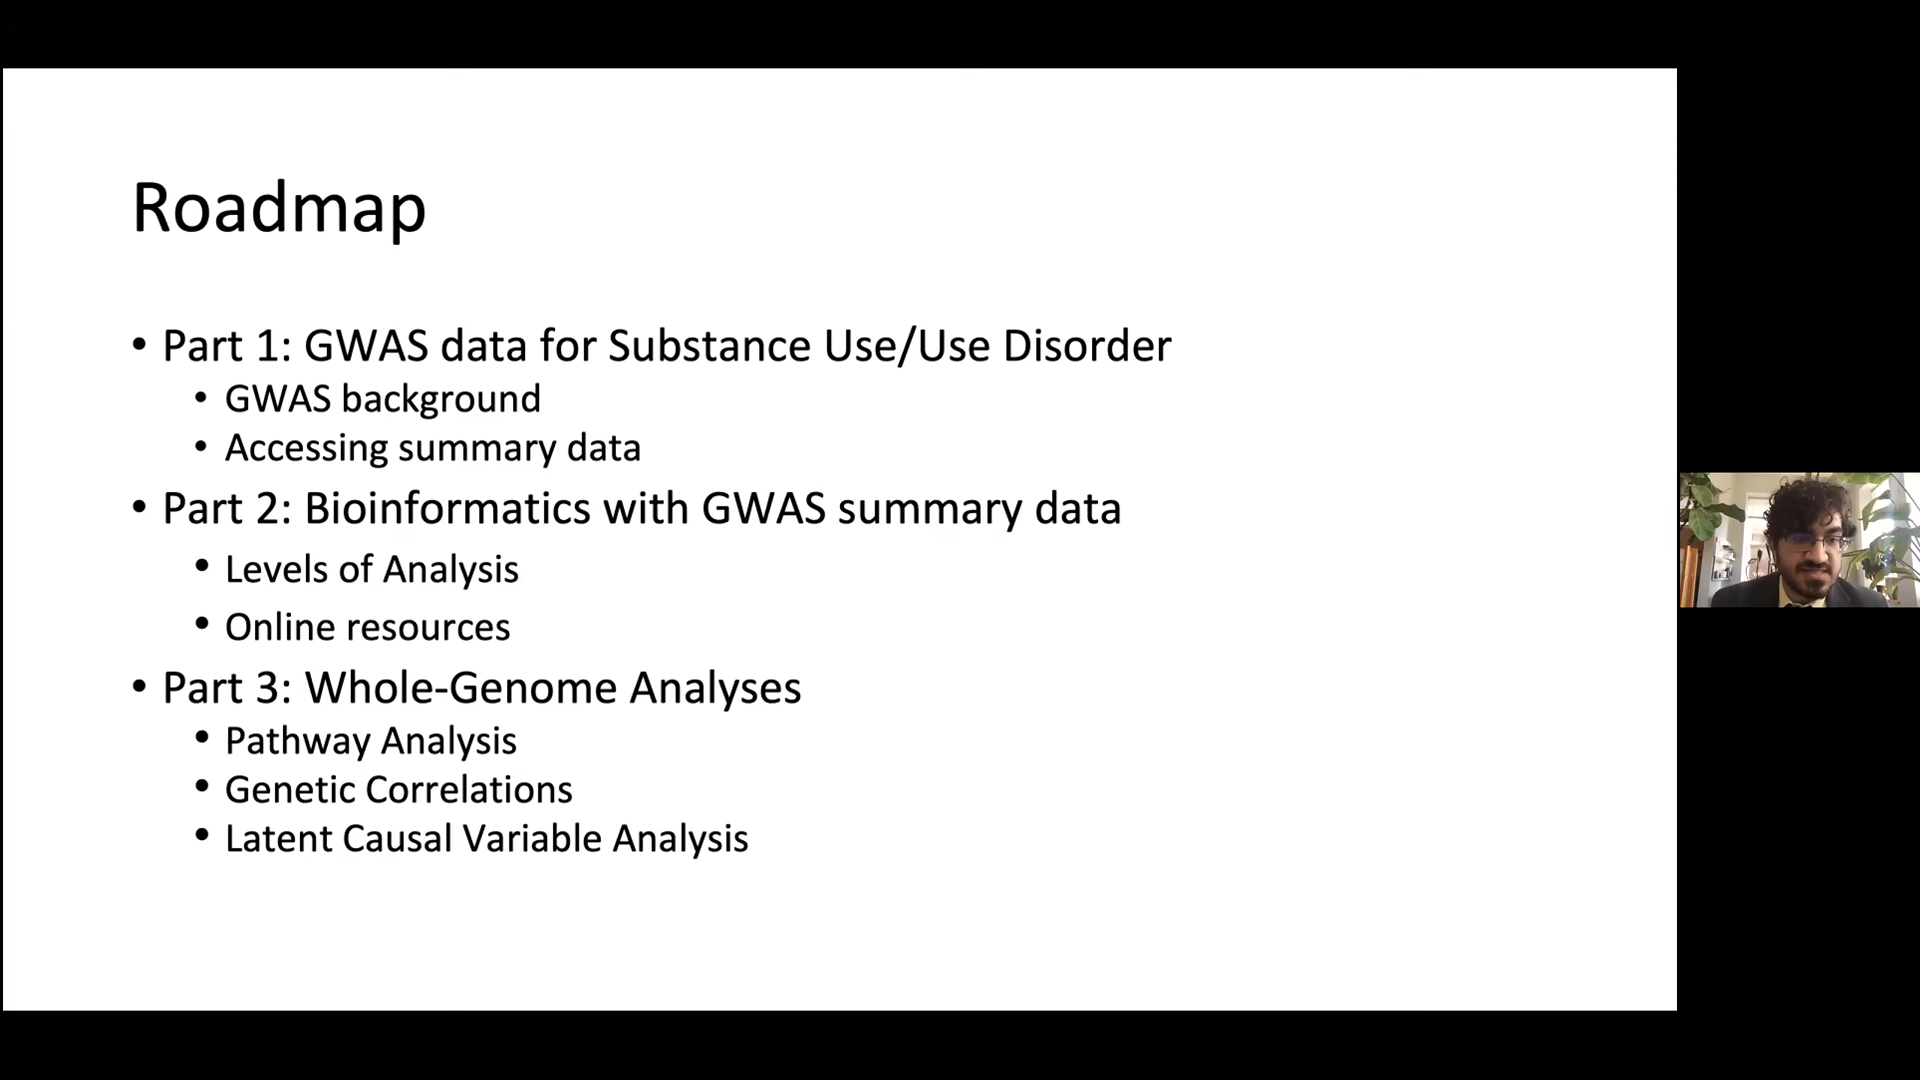 Roadmap
• Part 1: GWAS data for Substance Use/Use Disorder
• GWAS background
• Accessing summary data
• Part 2: Bioinformatics with GWAS summary data
• Levels of Analysis
• Online resources
• Part 3: Whole-Genome Analyses
• Pathway Analysis
• Genetic Correlations
• Latent Causal Variable Analysis